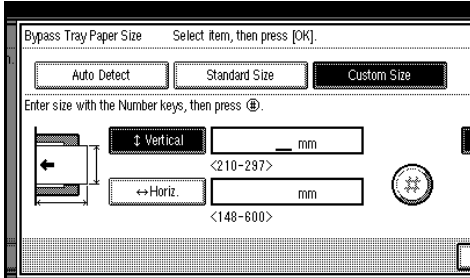 Bypass Tray Paper Size Select item, then press [OK].
Auto Detect Standard Size Custom Size
Enter size with the Number keys, then press ⌗.
↕ Vertical mm
<210-297>
↔Horiz. mm
<148-600>